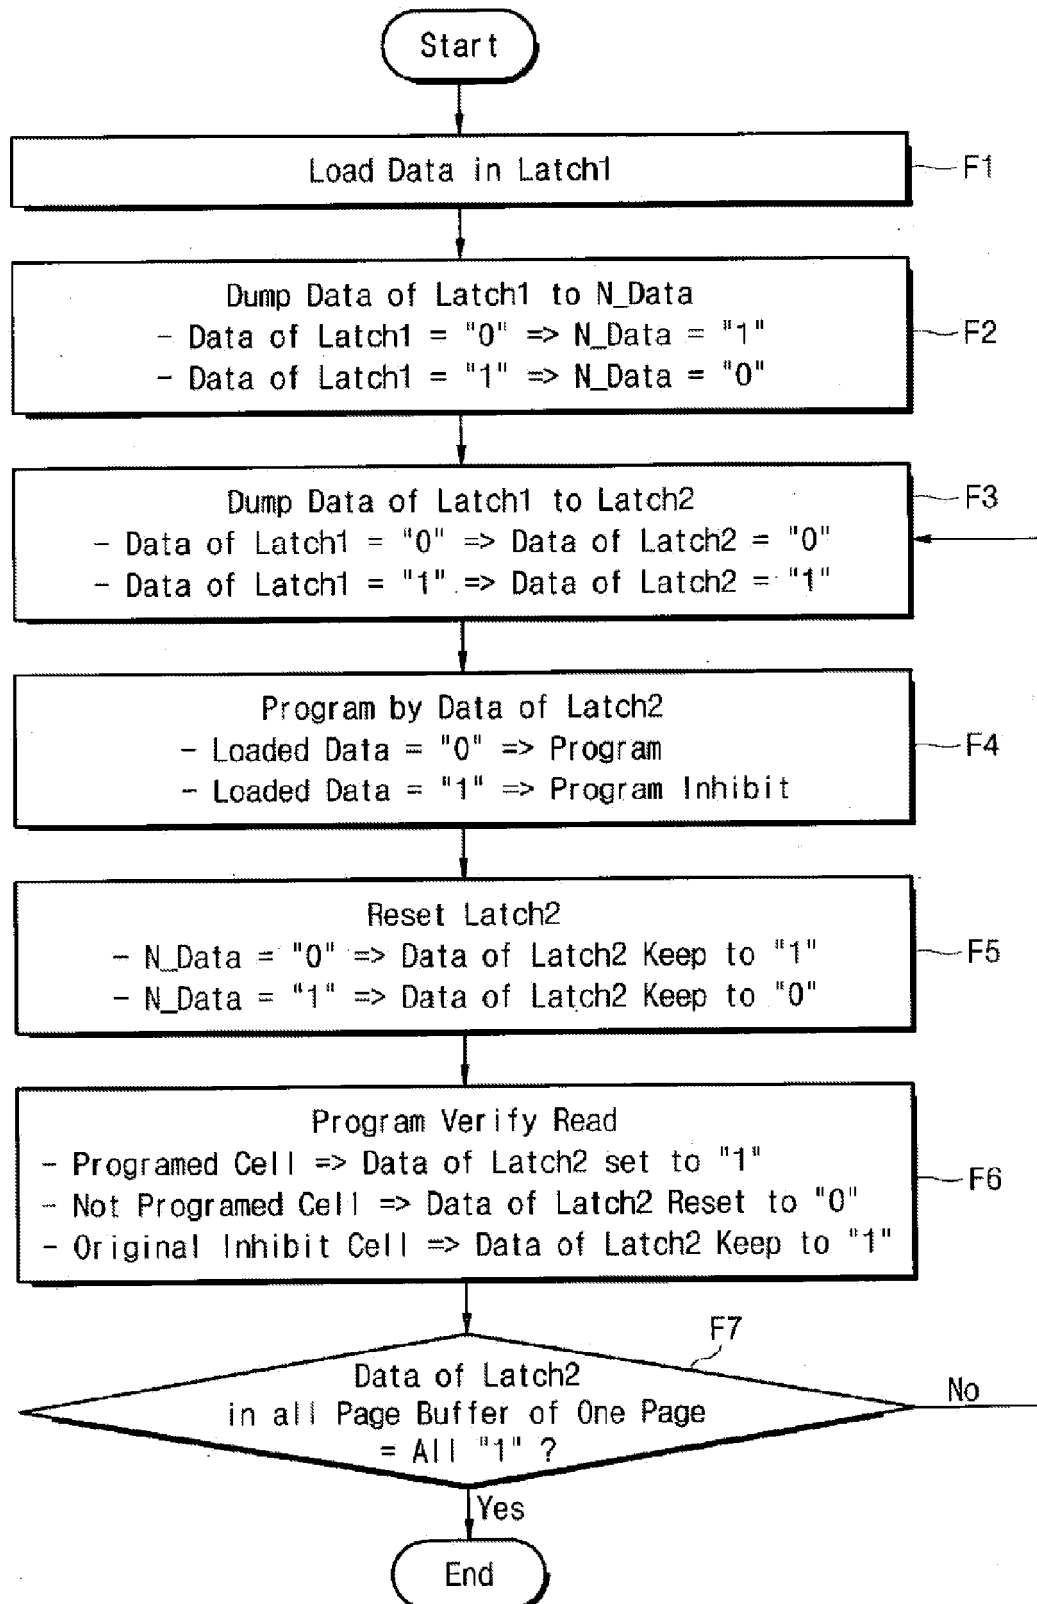 Start
Load Data in Latch1
F1
Dump Data of Latch1 to N_Data
- Data of Latch1 = "0" => N_Data = "1"
- Data of Latch1 = "1" => N_Data = "0"
F2
Dump Data of Latch1 to Latch2
- Data of Latch1 = "0" => Data of Latch2 = "0"
- Data of Latch1 = "1" => Data of Latch2 = "1"
F3
Program by Data of Latch2
- Loaded Data = "0" => Program
- Loaded Data = "1" => Program Inhibit
F4
Reset Latch2
- N_Data = "0" => Data of Latch2 Keep to "1"
- N_Data = "1" => Data of Latch2 Keep to "0"
F5
Program Verify Read
- Programed Cell => Data of Latch2 set to "1"
- Not Programed Cell => Data of Latch2 Reset to "0"
- Original Inhibit Cell => Data of Latch2 Keep to "1"
F6
F7
Data of Latch2
in all Page Buffer of One Page
= All "1" ?
No
Yes
End